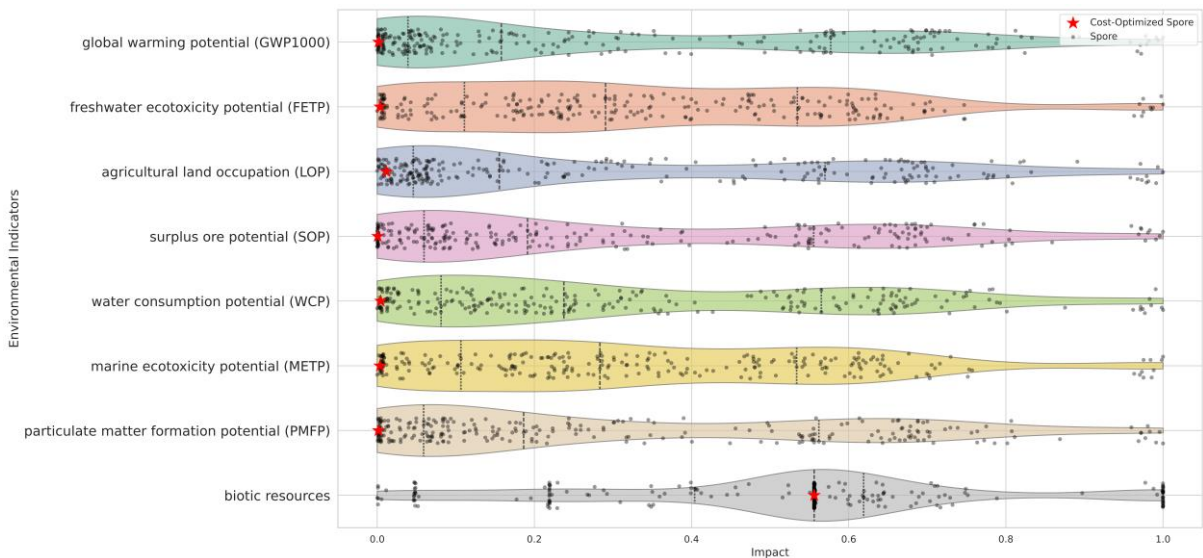 Cost-Optimized Spore
Spore
global warming potential (GWP1000)
freshwater ecotoxicity potential (FETP)
agricultural land occupation (LOP)
surplus ore potential (SOP)
water consumption potential (WCP)
marine ecotoxicity potential (METP)
particulate matter formation potential (PMFP)
biotic resources
Environmental Indicators
0.0 0.2 0.4 0.6 0.8 1.0
Impact